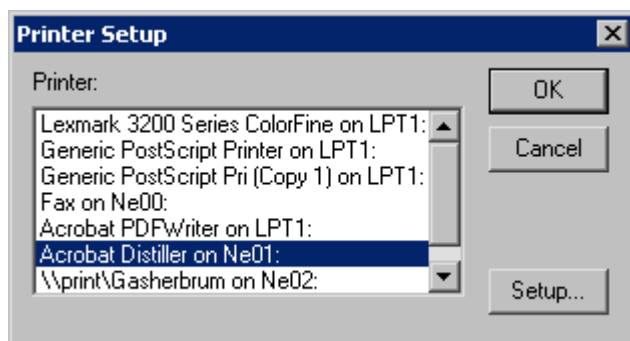 Printer Setup
Printer:
Lexmark 3200 Series ColorFine on LPT1:
Generic PostScript Printer on LPT1:
Generic PostScript Pri (Copy 1) on LPT1:
Fax on Ne00:
Acrobat PDFWriter on LPT1:
Acrobat Distiller on Ne01:
\\print\Gasherbrum on Ne02:
OK
Cancel
Setup...